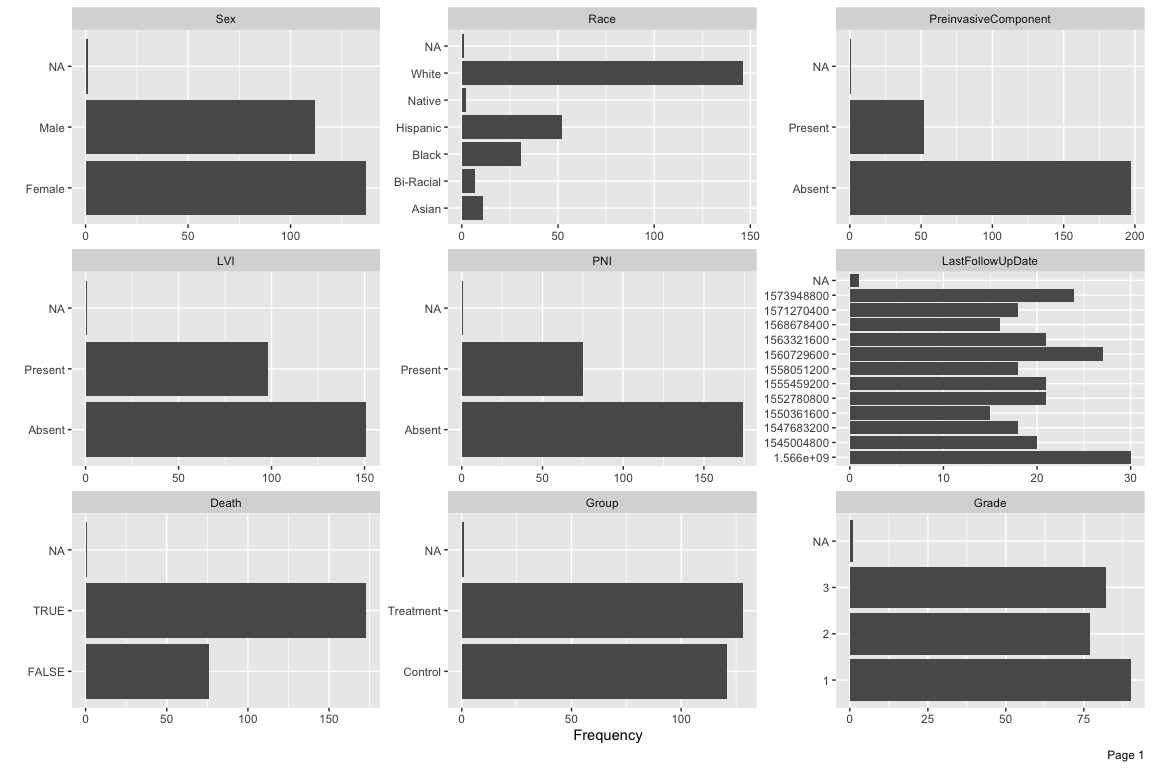 Sex
NA
Male
Female
0 50 100
Race
NA
White
Native
Hispanic
Black
Bi-Racial
Asian
0 50 100 150
PreinvasiveComponent
NA
Present
Absent
0 50 100 150 200
LVI
NA
Present
Absent
0 50 100 150
PNI
NA
Present
Absent
0 50 100 150
LastFollowUpDate
NA
1573948800
1571270400
1568678400
1563321600
1560729600
1558051200
1555459200
1552780800
1550361600
1547683200
1545004800
1.566e+09
0 10 20 30
Death
NA
TRUE
FALSE
0 50 100 150
Group
NA
Treatment
Control
0 50 100
Grade
NA
3
2
1
0 25 50 75
Frequency
Page 1